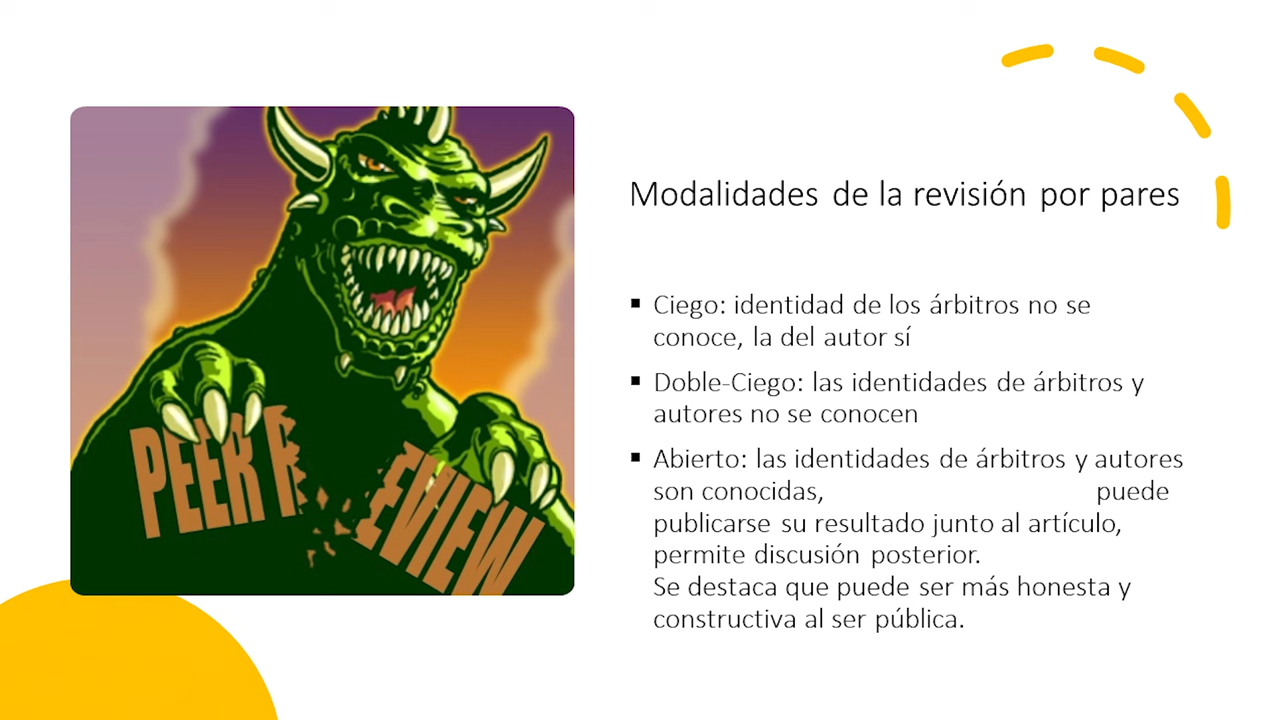 Modalidades de la revisión por pares
Ciego: identidad de los árbitros no se
conoce, la del autor sí
Doble-Ciego: las identidades de árbitros y
autores no se conocen
Abierto: las identidades de árbitros y autores
son conocidas, puede
publicarse su resultado junto al artículo,
permite discusión posterior.
Se destaca que puede ser más honesta y
constructiva al ser pública.
PEER REVIEW